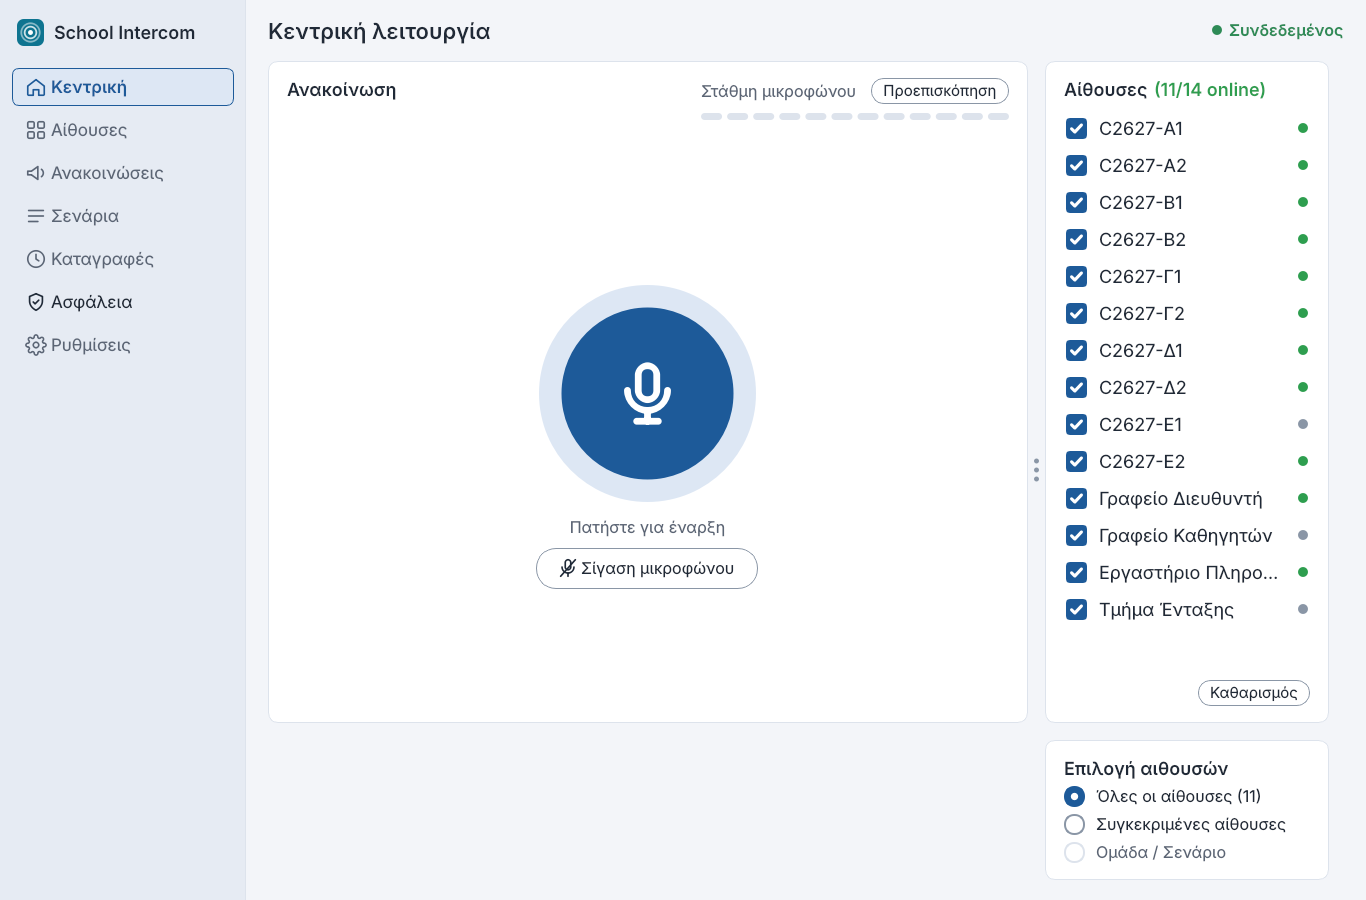 School Intercom
Κεντρική
Αίθουσες
Ανακοινώσεις
Σενάρια
Καταγραφές
Ασφάλεια
Ρυθμίσεις
Κεντρική λειτουργία
Συνδεδεμένος
Ανακοίνωση
Στάθμη μικροφώνου
Προεπισκόπηση
Πατήστε για έναρξη
Σίγαση μικροφώνου
Αίθουσες (11/14 online)
C2627-A1
C2627-A2
C2627-B1
C2627-B2
C2627-Γ1
C2627-Γ2
C2627-Δ1
C2627-Δ2
C2627-E1
C2627-E2
Γραφείο Διευθυντή
Γραφείο Καθηγητών
Εργαστήριο Πληρο...
Τμήμα Ένταξης
Καθαρισμός
Επιλογή αιθουσών
Όλες οι αίθουσες (11)
Συγκεκριμένες αίθουσες
Ομάδα / Σενάριο